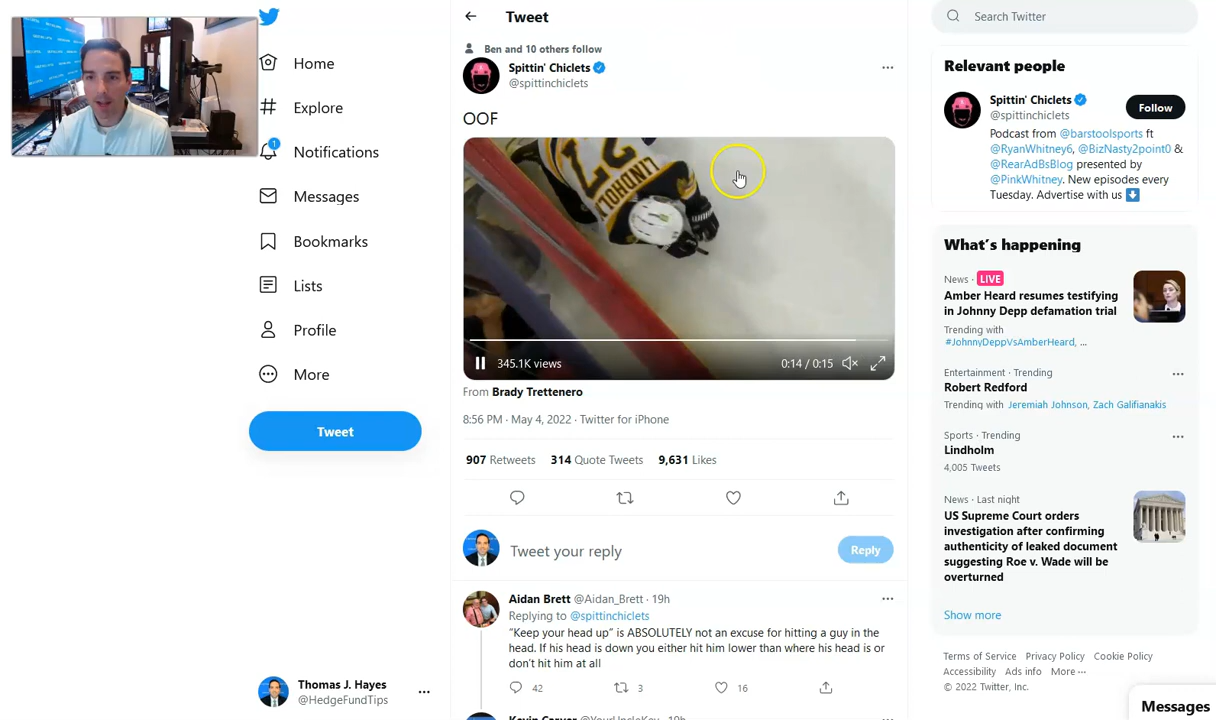 Home
Explore
1
Notifications
Messages
Bookmarks
Lists
Profile
More
Tweet
Thomas J. Hayes
@HedgeFundTips
Tweet
Ben and 10 others follow
Spittin' Chiclets
@spittinchiclets
OOF
27
LINDHOLM
345.1K views
0:14 / 0:15
From Brady Trettenero
8:56 PM · May 4, 2022 · Twitter for iPhone
907 Retweets 314 Quote Tweets 9,631 Likes
Tweet your reply
Reply
Aidan Brett @Aidan_Brett · 19h
Replying to @spittinchiclets
“Keep your head up” is ABSOLUTELY not an excuse for hitting a guy in the
head. If his head is down you either hit him lower than where his head is or
don’t hit him at all
42 3 16
Kevin Carver @YourUncleKev · 19h
Search Twitter
Relevant people
Spittin' Chiclets
@spittinchiclets
Follow
Podcast from @barstoolsports ft
@RyanWhitney6, @BizNasty2point0 &
@RearAdBsBlog presented by
@PinkWhitney. New episodes every
Tuesday. Advertise with us
What’s happening
News · LIVE
Amber Heard resumes testifying
in Johnny Depp defamation trial
Trending with
#JohnnyDeppVsAmberHeard, ...
Entertainment · Trending
Robert Redford
Trending with Jeremiah Johnson, Zach Galifianakis
Sports · Trending
Lindholm
4,005 Tweets
News · Last night
US Supreme Court orders
investigation after confirming
authenticity of leaked document
suggesting Roe v. Wade will be
overturned
Show more
Terms of Service Privacy Policy Cookie Policy
Accessibility Ads info More ···
© 2022 Twitter, Inc.
Messages